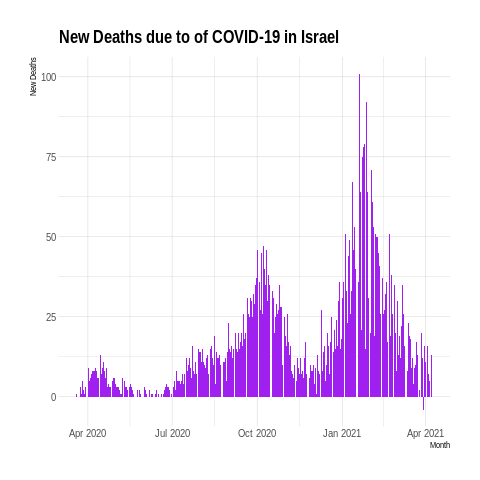 New Deaths due to of COVID-19 in Israel
New Deaths
100
75
50
25
0
Apr 2020 Jul 2020 Oct 2020 Jan 2021 Apr 2021
Month